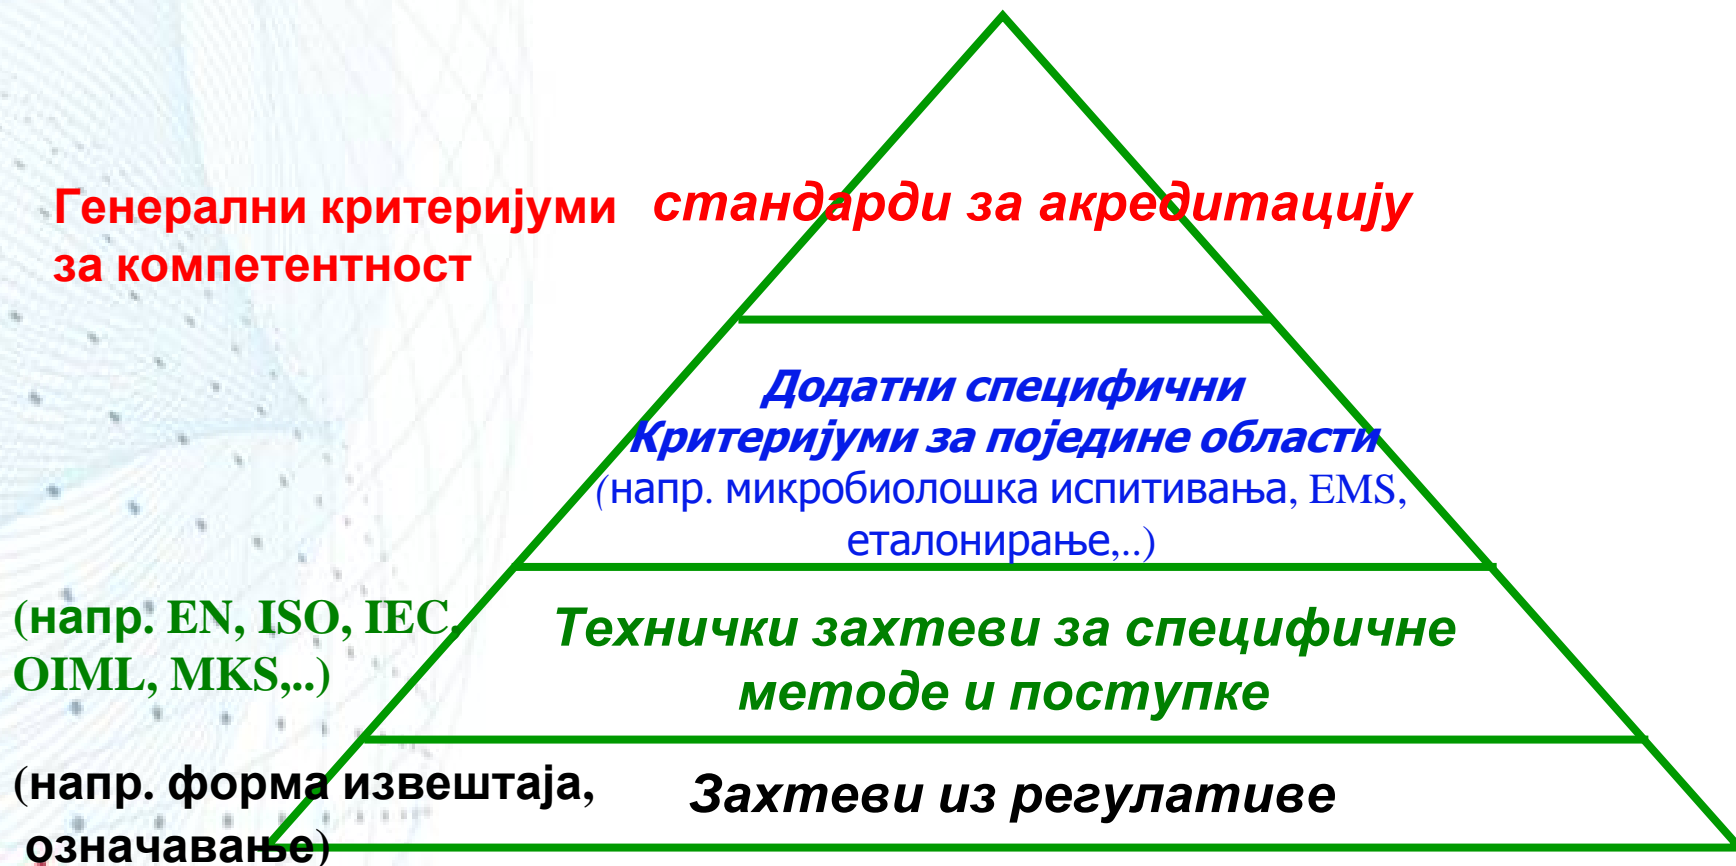 Генерални критеријуми
за компетентност
стандарди за акредитацију
Додатни специфични
Критеријуми за поједине области
(напр. микробиолошка испитивања, EMS,
еталонирање,..)
(напр. EN, ISO, IEC,
OIML, MKS,..)
Технички захтеви за специфичне
методе и поступке
(напр. форма извештаја,
означавање)
Захтеви из регулативе